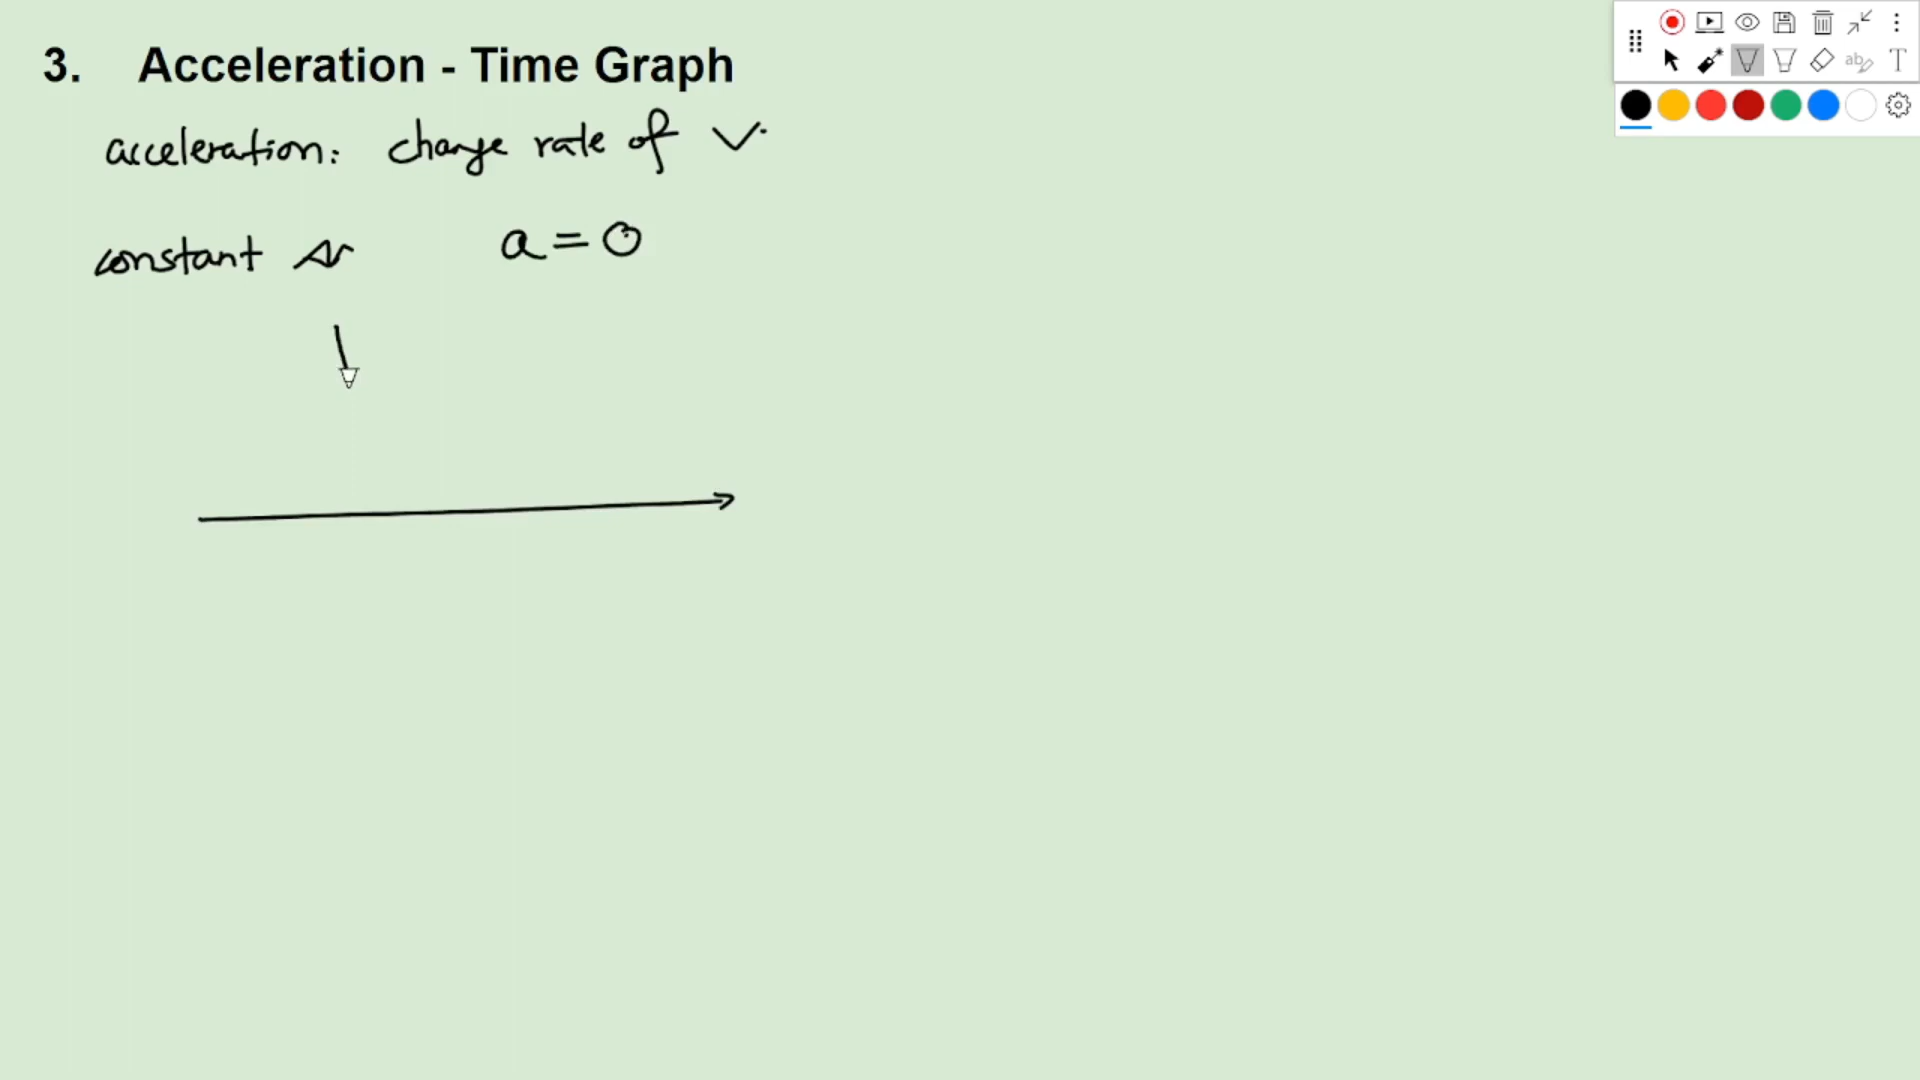 3. Acceleration - Time Graph
acceleration: change rate of v.
constant v a = 0